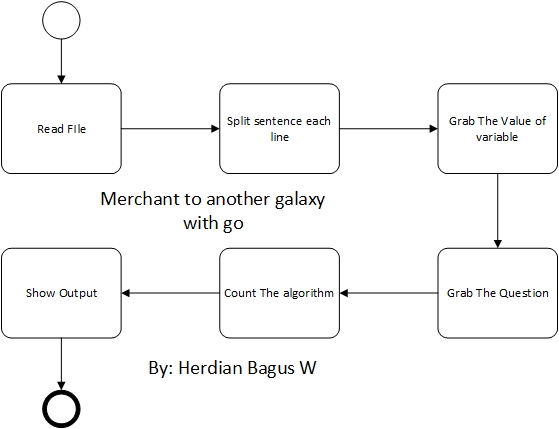 Read FIle
Split sentence each
line
Grab The Value of
variable
Merchant to another galaxy
with go
Show Output
Count The algorithm
Grab The Question
By: Herdian Bagus W